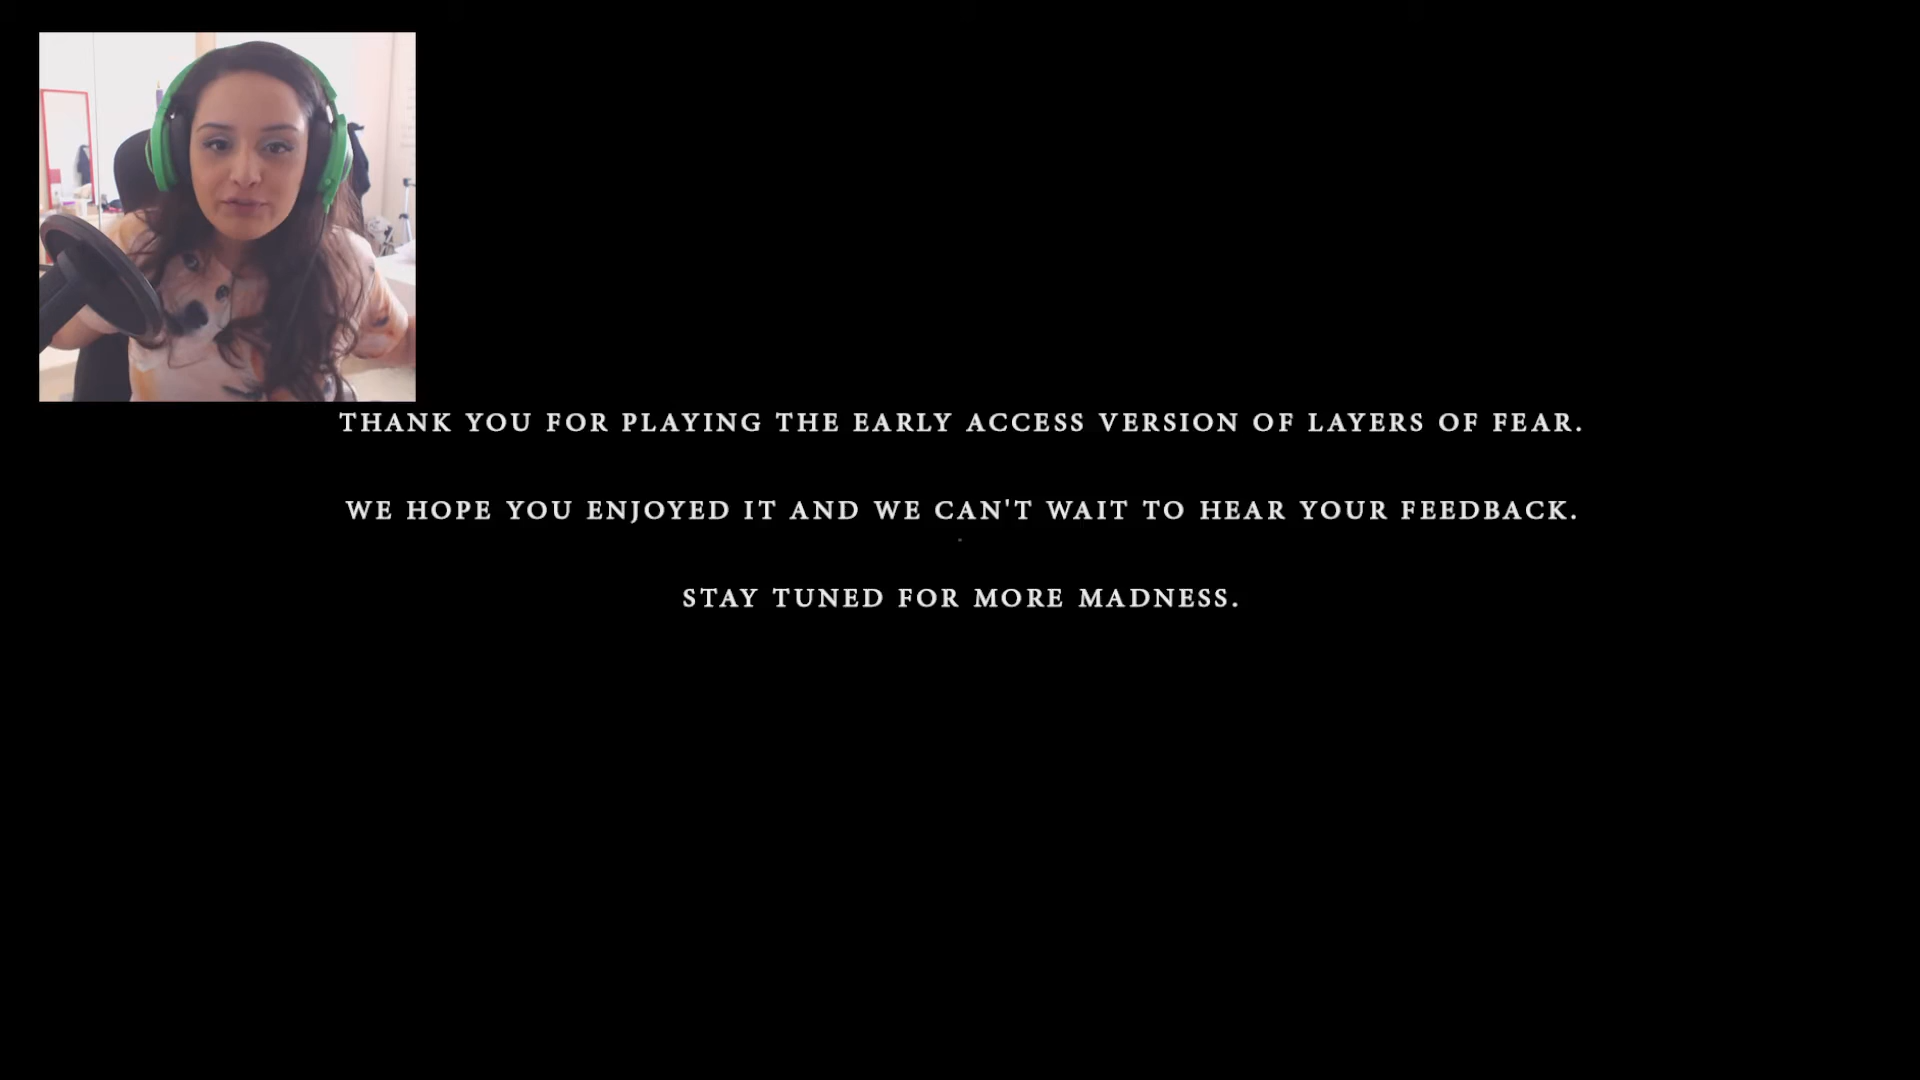 THANK YOU FOR PLAYING THE EARLY ACCESS VERSION OF LAYERS OF FEAR.
WE HOPE YOU ENJOYED IT AND WE CAN'T WAIT TO HEAR YOUR FEEDBACK.
STAY TUNED FOR MORE MADNESS.